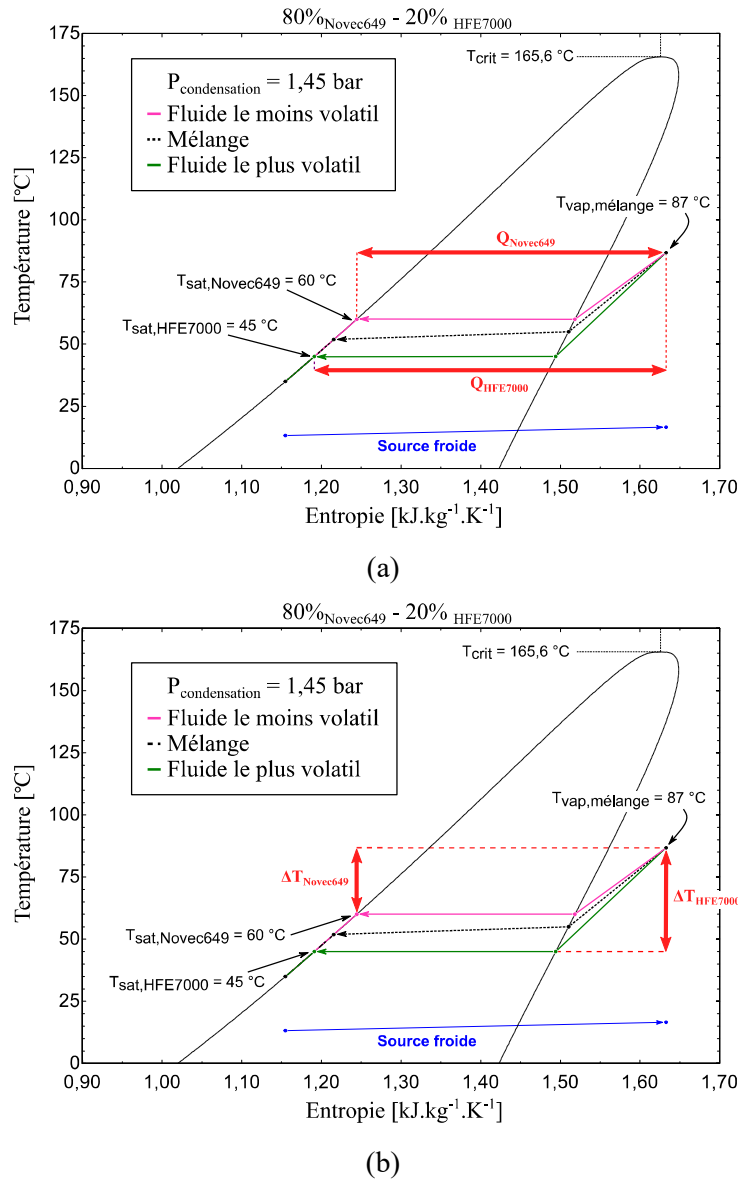 80%Novec649 - 20% HFE7000
175
150
125
100
75
50
25
0
Température [°C]
Tcrit = 165,6 °C
Pcondensation = 1,45 bar
Fluide le moins volatil
Mélange
Fluide le plus volatil
Tvap,mélange = 87 °C
QNovec649
Tsat,Novec649 = 60 °C
Tsat,HFE7000 = 45 °C
QHFE7000
Source froide
0,90 1,00 1,10 1,20 1,30 1,40 1,50 1,60 1,70
Entropie [kJ.kg-1.K-1]
(a)
80%Novec649 - 20% HFE7000
175
150
125
100
75
50
25
0
Température [°C]
Tcrit = 165,6 °C
Pcondensation = 1,45 bar
Fluide le moins volatil
Mélange
Fluide le plus volatil
Tvap,mélange = 87 °C
ΔTNovec649
ΔTHFE7000
Tsat,Novec649 = 60 °C
Tsat,HFE7000 = 45 °C
Source froide
0,90 1,00 1,10 1,20 1,30 1,40 1,50 1,60 1,70
Entropie [kJ.kg-1.K-1]
(b)